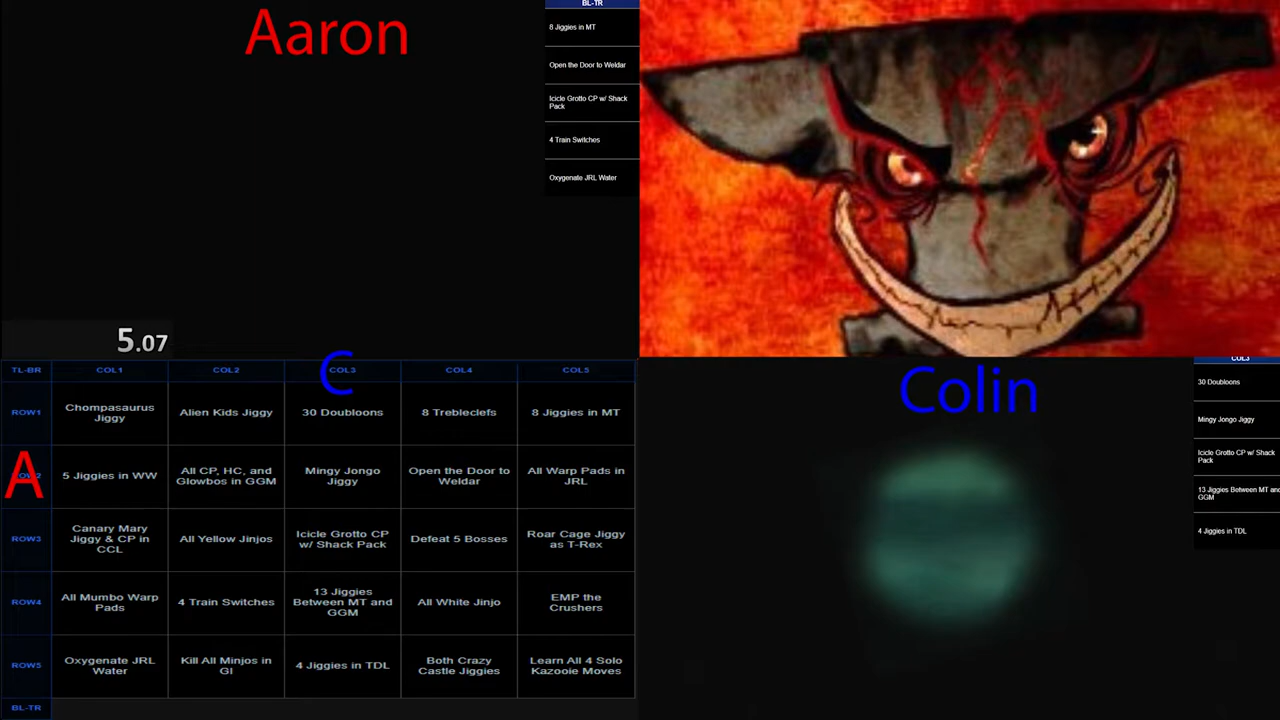 Aaron
BL-TR
8 Jiggies in MT
Open the Door to Weldar
Icicle Grotto CP w/ Shack
Pack
4 Train Switches
Oxygenate JRL Water
5.07
Colin
COL3
30 Doubloons
Mingy Jongo Jiggy
Icicle Grotto CP w/ Shack
Pack
13 Jiggies Between MT and
GGM
4 Jiggies in TDL
C
TL-BR COL1 COL2 COL3 COL4 COL5
ROW1
Chompasaurus
Jiggy
Alien Kids Jiggy
30 Doubloons
8 Trebleclefs
8 Jiggies in MT
A
5 Jiggies in WW
All CP, HC, and
Glowbos in GGM
Mingy Jongo
Jiggy
Open the Door to
Weldar
All Warp Pads in
JRL
ROW3
Canary Mary
Jiggy & CP in
CCL
All Yellow Jinjos
Icicle Grotto CP
w/ Shack Pack
Defeat 5 Bosses
Roar Cage Jiggy
as T-Rex
ROW4
All Mumbo Warp
Pads
4 Train Switches
13 Jiggies
Between MT and
GGM
All White Jinjo
EMP the
Crushers
ROW5
Oxygenate JRL
Water
Kill All Minjos in
GI
4 Jiggies in TDL
Both Crazy
Castle Jiggies
Learn All 4 Solo
Kazooie Moves
BL-TR